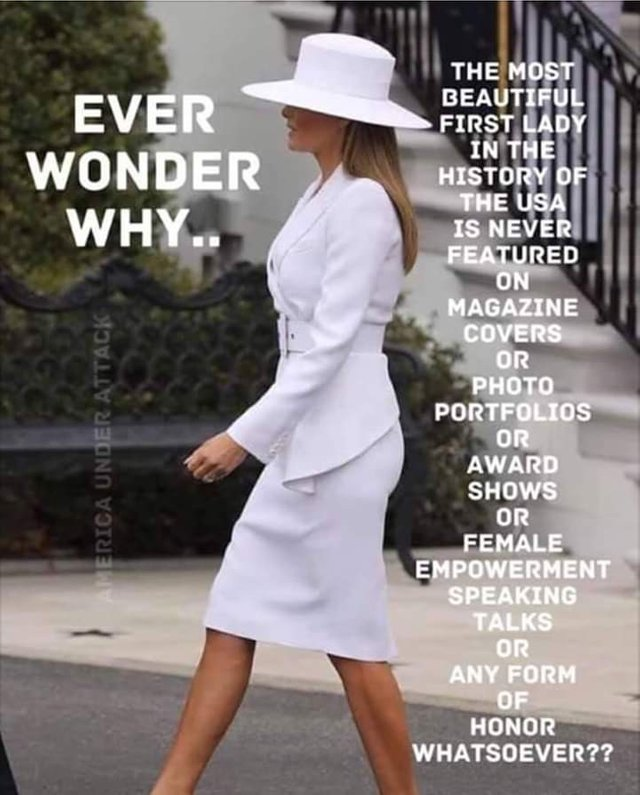 EVER
WONDER
WHY..
THE MOST
BEAUTIFUL
FIRST LADY
IN THE
HISTORY OF
THE USA
IS NEVER
FEATURED
ON
MAGAZINE
COVERS
OR
PHOTO
PORTFOLIOS
OR
AWARD
SHOWS
OR
FEMALE
EMPOWERMENT
SPEAKING
TALKS
OR
ANY FORM
OF
HONOR
WHATSOEVER??
AMERICA UNDER ATTACK